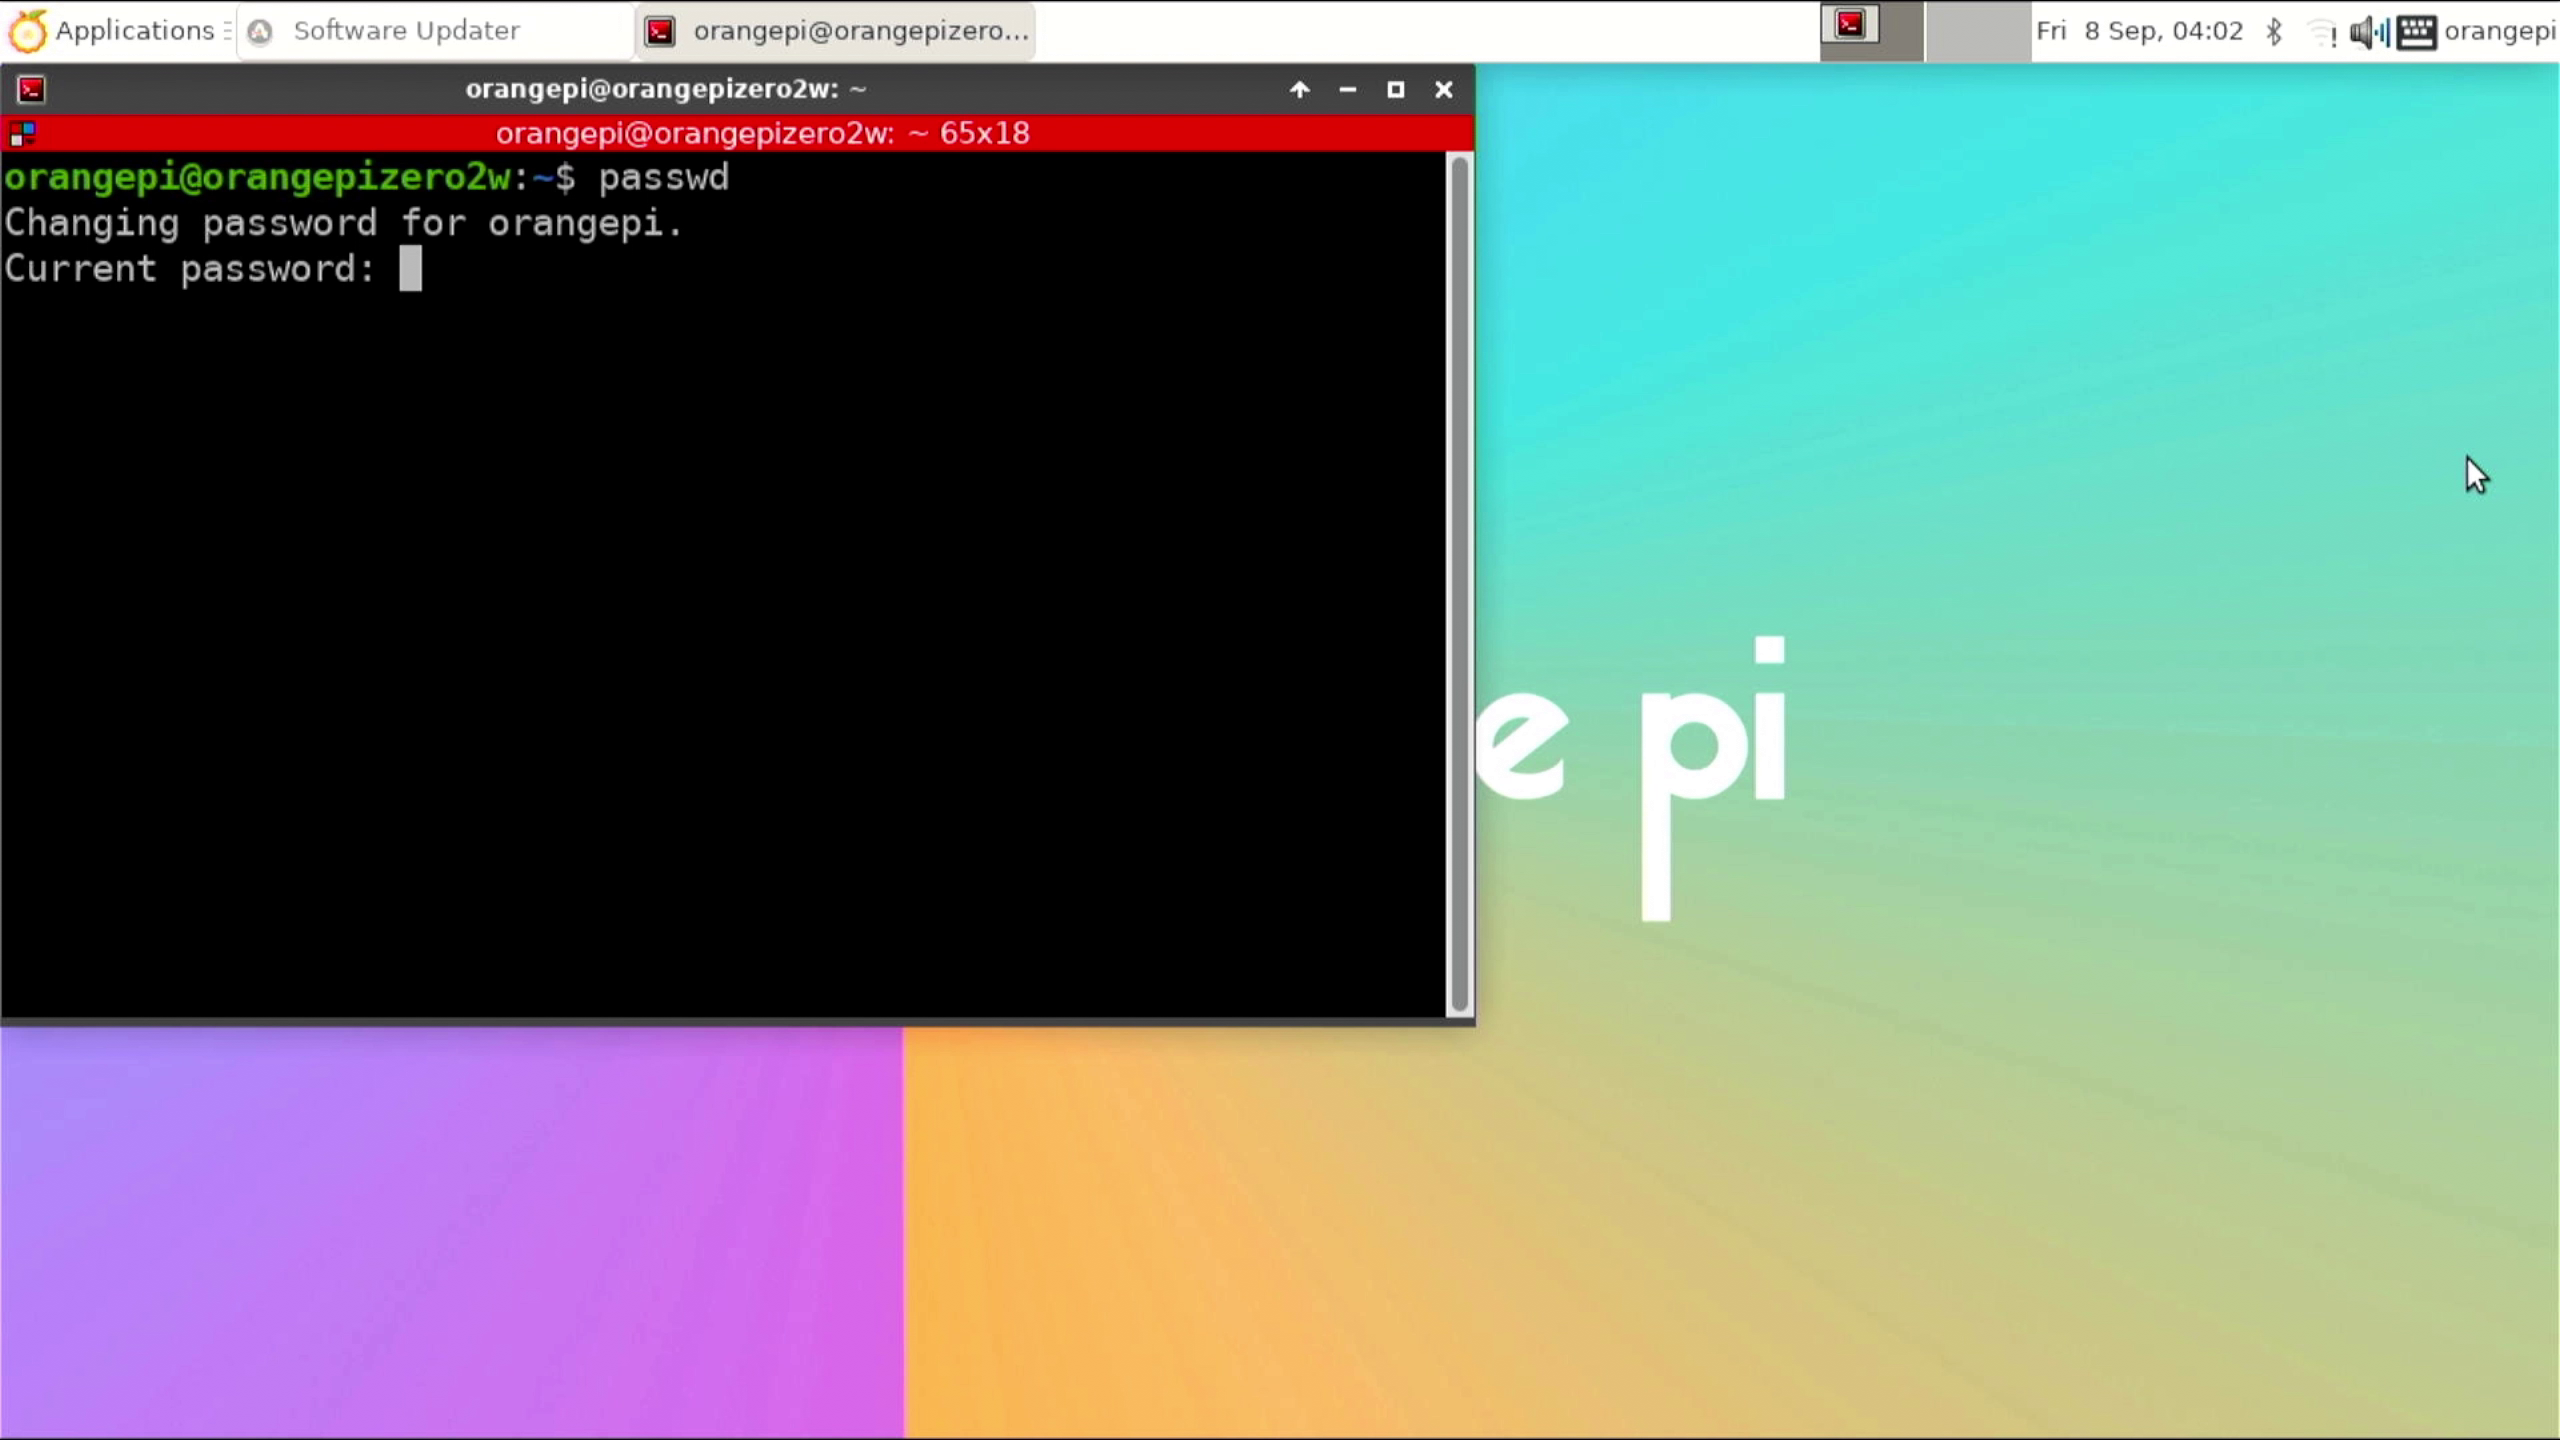 Applications
Software Updater
orangepi@orangepizero...
Fri 8 Sep, 04:02
orangepi
orangepi@orangepizero2w: ~
orangepi@orangepizero2w: ~ 65x18
orangepi@orangepizero2w:~$ passwd
Changing password for orangepi.
Current password:
e pi